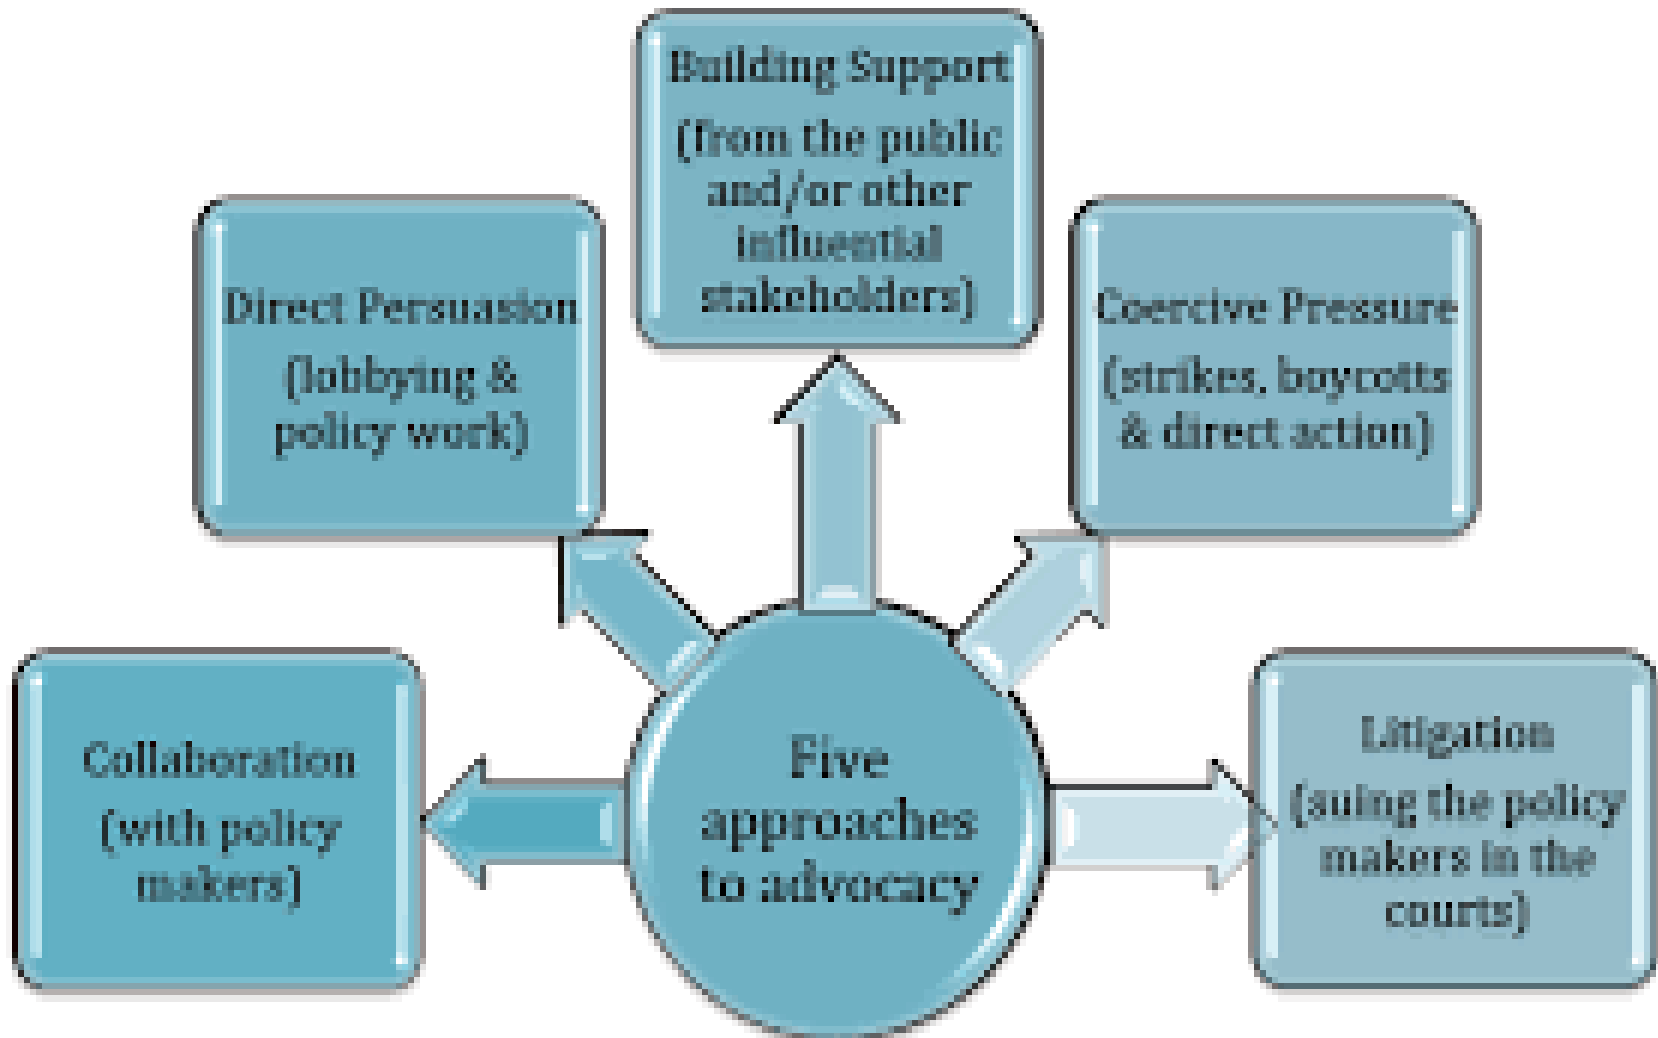 Building Support
(from the public
and/or other
influential
stakeholders)
Direct Persuasion
(lobbying &
policy work)
Coercive Pressure
(strikes, boycotts
& direct action)
Collaboration
(with policy
makers)
Five
approaches
to advocacy
Litigation
(suing the policy
makers in the
courts)